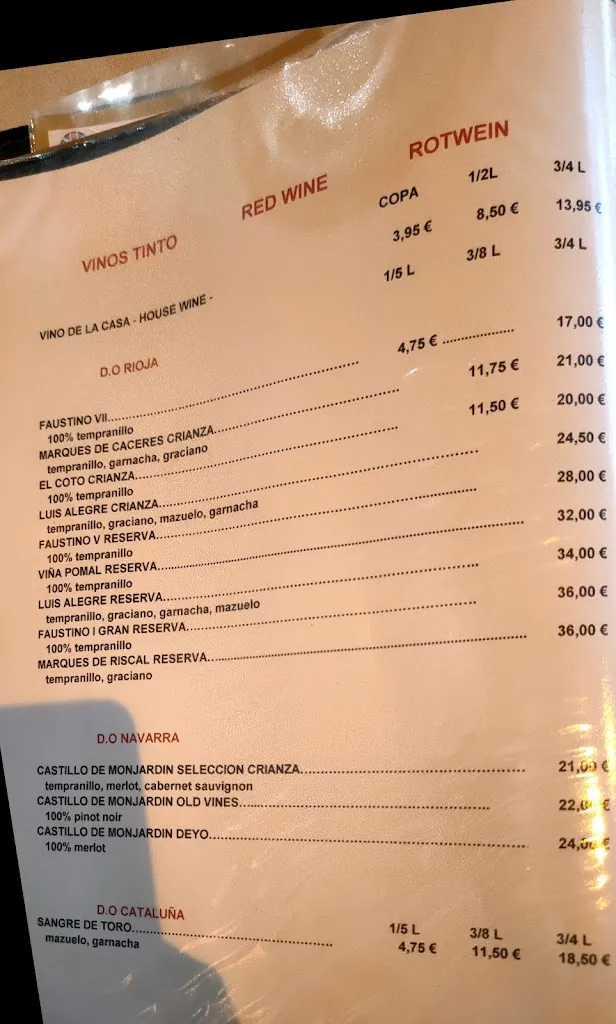 VINOS TINTO RED WINE ROTWEIN
COPA 1/2L 3/4 L
VINO DE LA CASA - HOUSE WINE - 3,95 € 8,50 € 13,95 €
1/5 L 3/8 L 3/4 L
D.O RIOJA
FAUSTINO VII................ 4,75 € ................ 17,00 €
100% tempranillo
MARQUES DE CACERES CRIANZA................ 11,75 € 21,00 €
tempranillo, garnacha, graciano
EL COTO CRIANZA................ 11,50 € 20,00 €
100% tempranillo
LUIS ALEGRE CRIANZA................ 24,50 €
tempranillo, graciano, mazuelo, garnacha
FAUSTINO V RESERVA................ 28,00 €
100% tempranillo
VIÑA POMAL RESERVA................ 32,00 €
100% tempranillo
LUIS ALEGRE RESERVA................ 34,00 €
tempranillo, graciano, garnacha, mazuelo
FAUSTINO I GRAN RESERVA................ 36,00 €
100% tempranillo
MARQUES DE RISCAL RESERVA................ 36,00 €
tempranillo, graciano
D.O NAVARRA
CASTILLO DE MONJARDIN SELECCION CRIANZA................ 21,00 €
tempranillo, merlot, cabernet sauvignon
CASTILLO DE MONJARDIN OLD VINES................ 22,00 €
100% pinot noir
CASTILLO DE MONJARDIN DEYO................ 24,00 €
100% merlot
D.O CATALUÑA
1/5 L 3/8 L 3/4 L
SANGRE DE TORO................ 4,75 € 11,50 € 18,50 €
mazuelo, garnacha